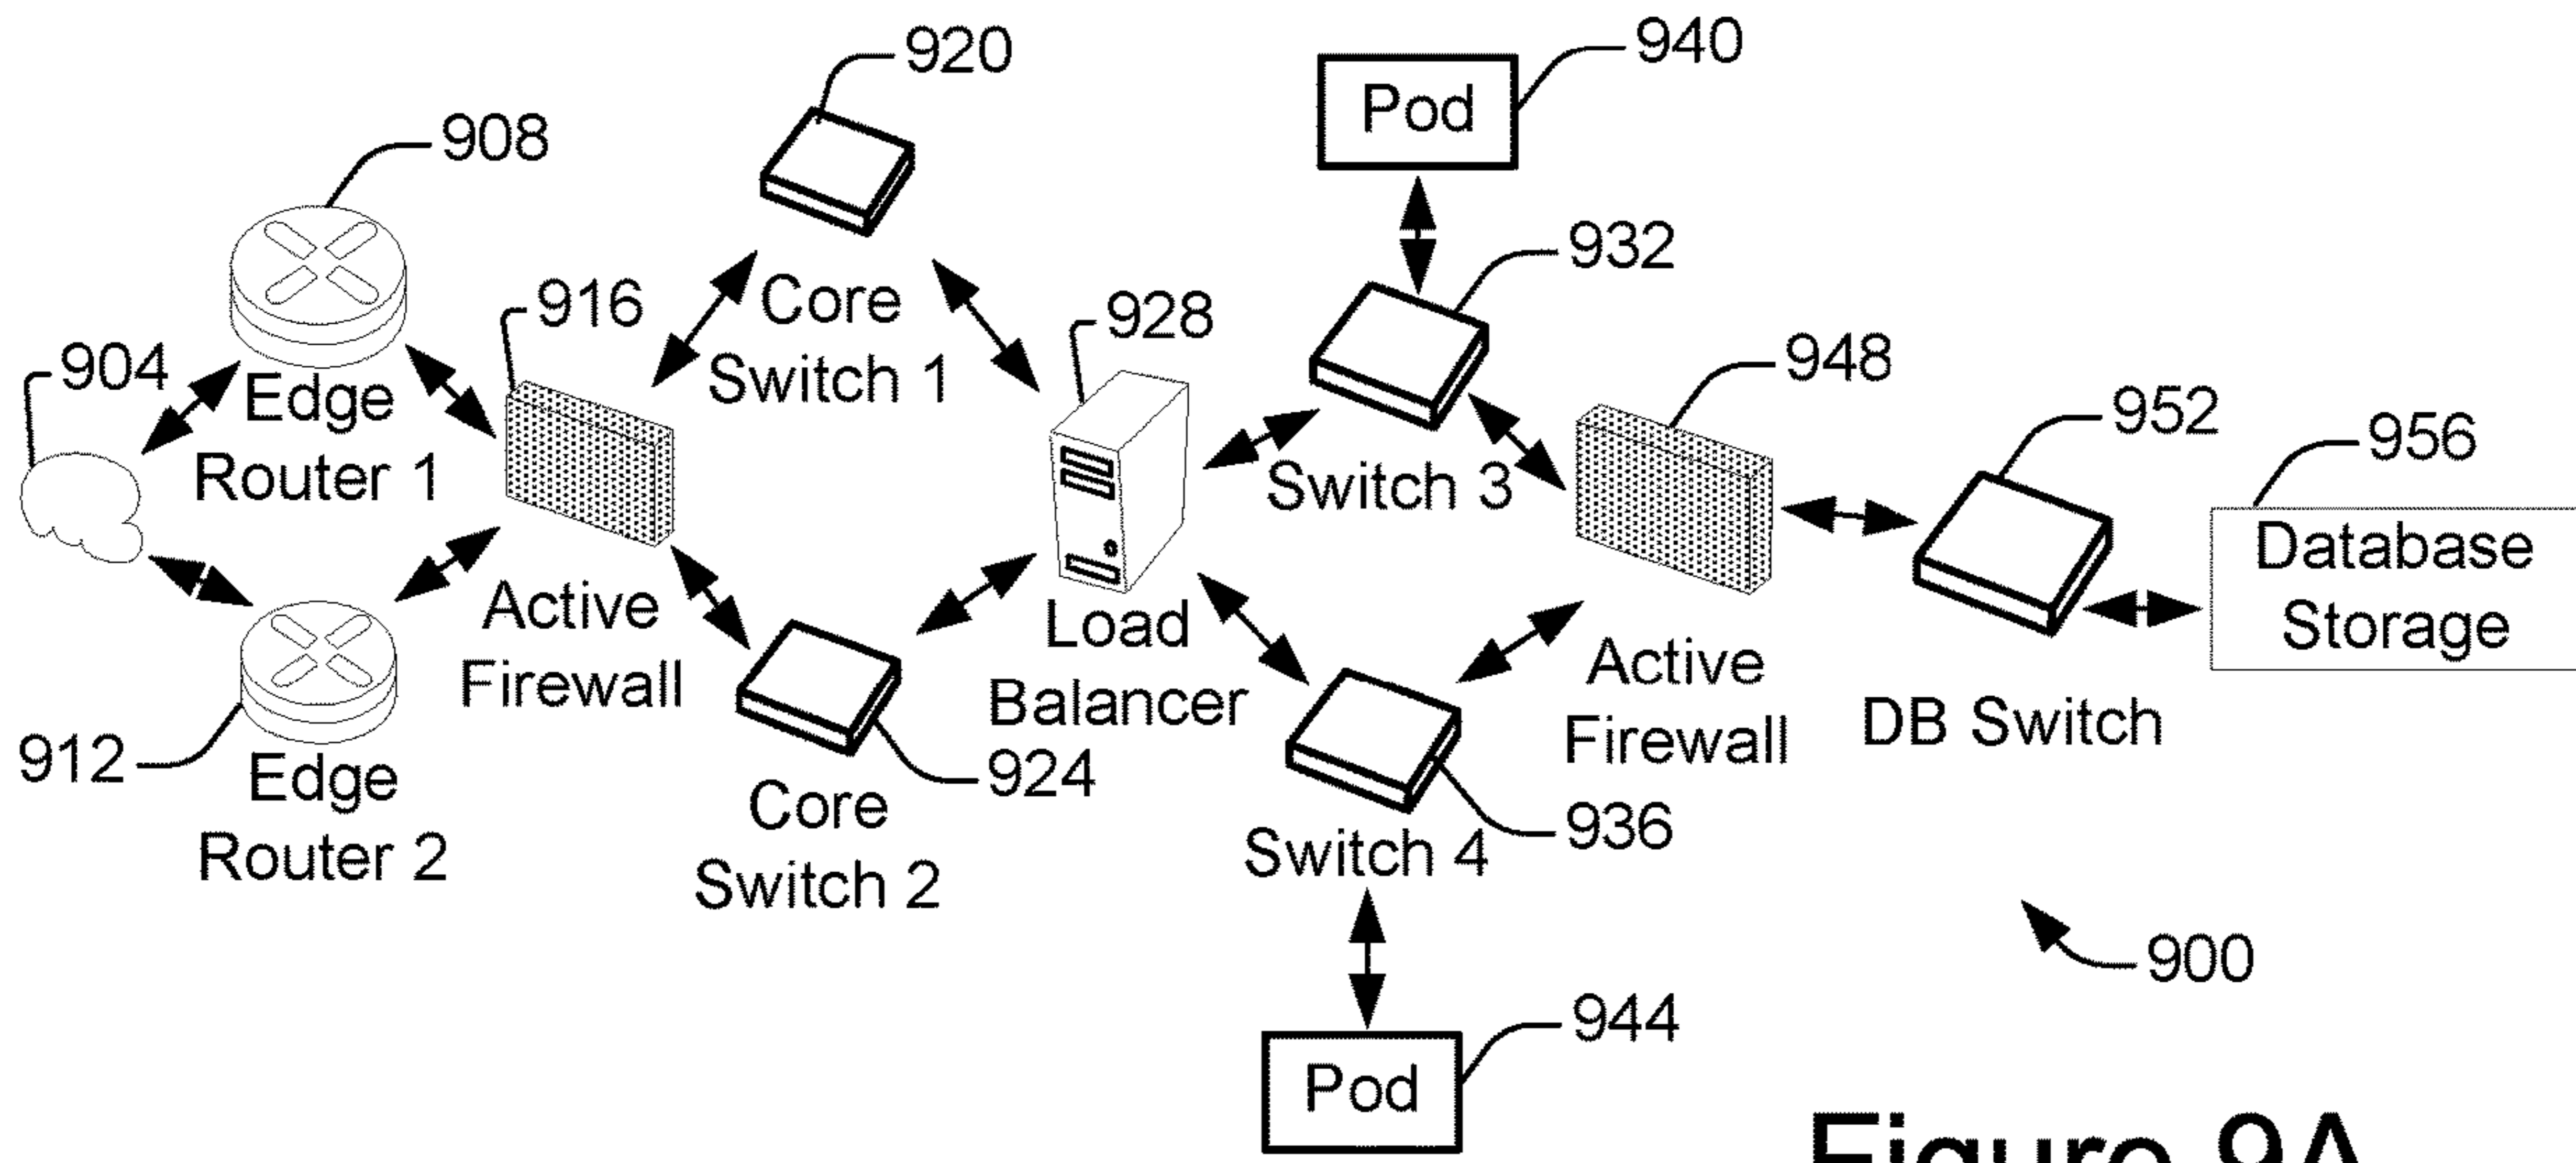 920
940
Pod
908
932
916
Core
Switch 1
928
948
904
Edge
Router 1
952
956
Switch 3
Database
Storage
Active
Firewall
Load
Balancer
Active
Firewall
DB Switch
912
Edge
Router 2
924
Core
Switch 2
936
Switch 4
900
944
Pod
Figure 9A